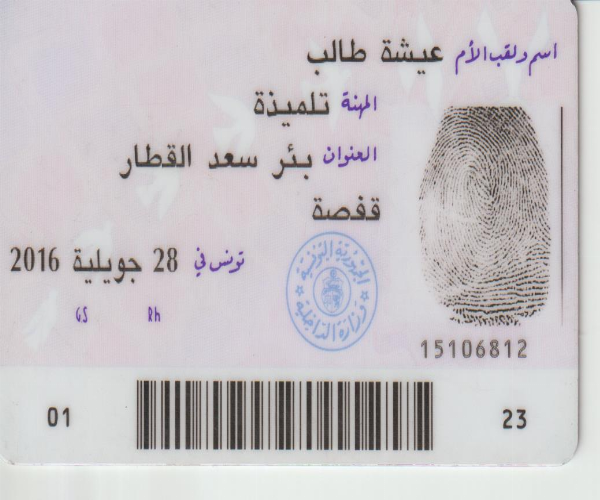 اسم ولقب الأم عيشة طالب
المهنة تلميذة
العنوان بئر سعد القطار
قفصة
تونس في 28 جويلية 2016
GS Rh
الجمهورية التونسية
وزارة الداخلية
15106812
01 23